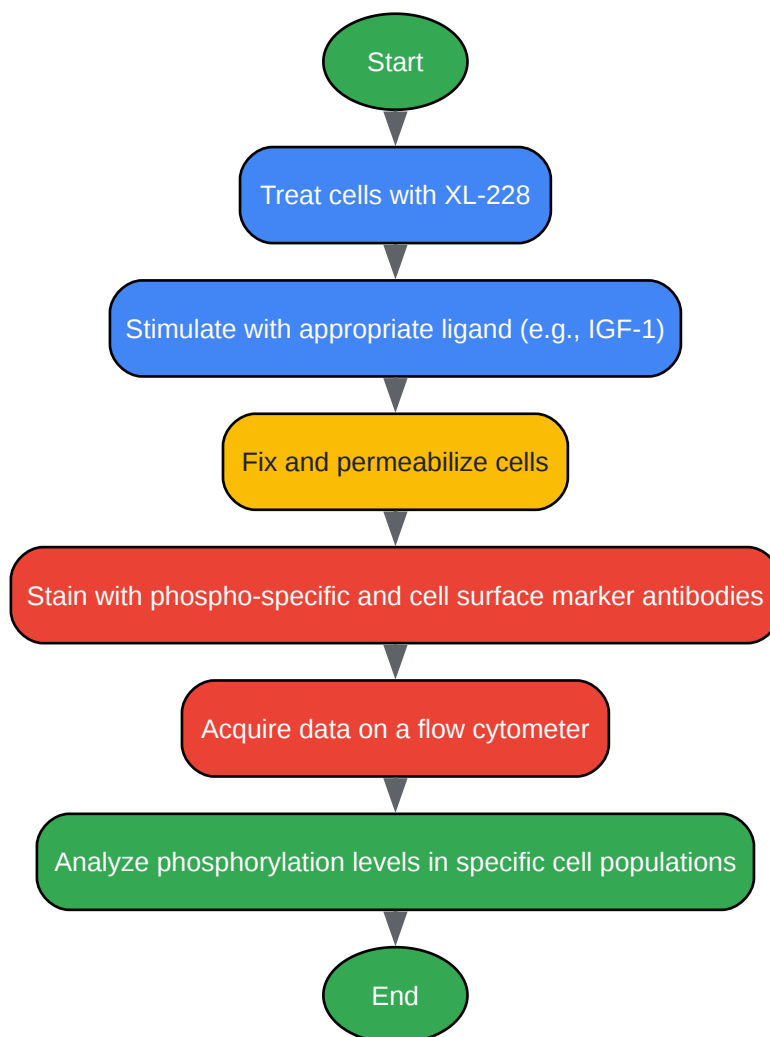 Start
Treat cells with XL-228
Stimulate with appropriate ligand (e.g., IGF-1)
Fix and permeabilize cells
Stain with phospho-specific and cell surface marker antibodies
Acquire data on a flow cytometer
Analyze phosphorylation levels in specific cell populations
End